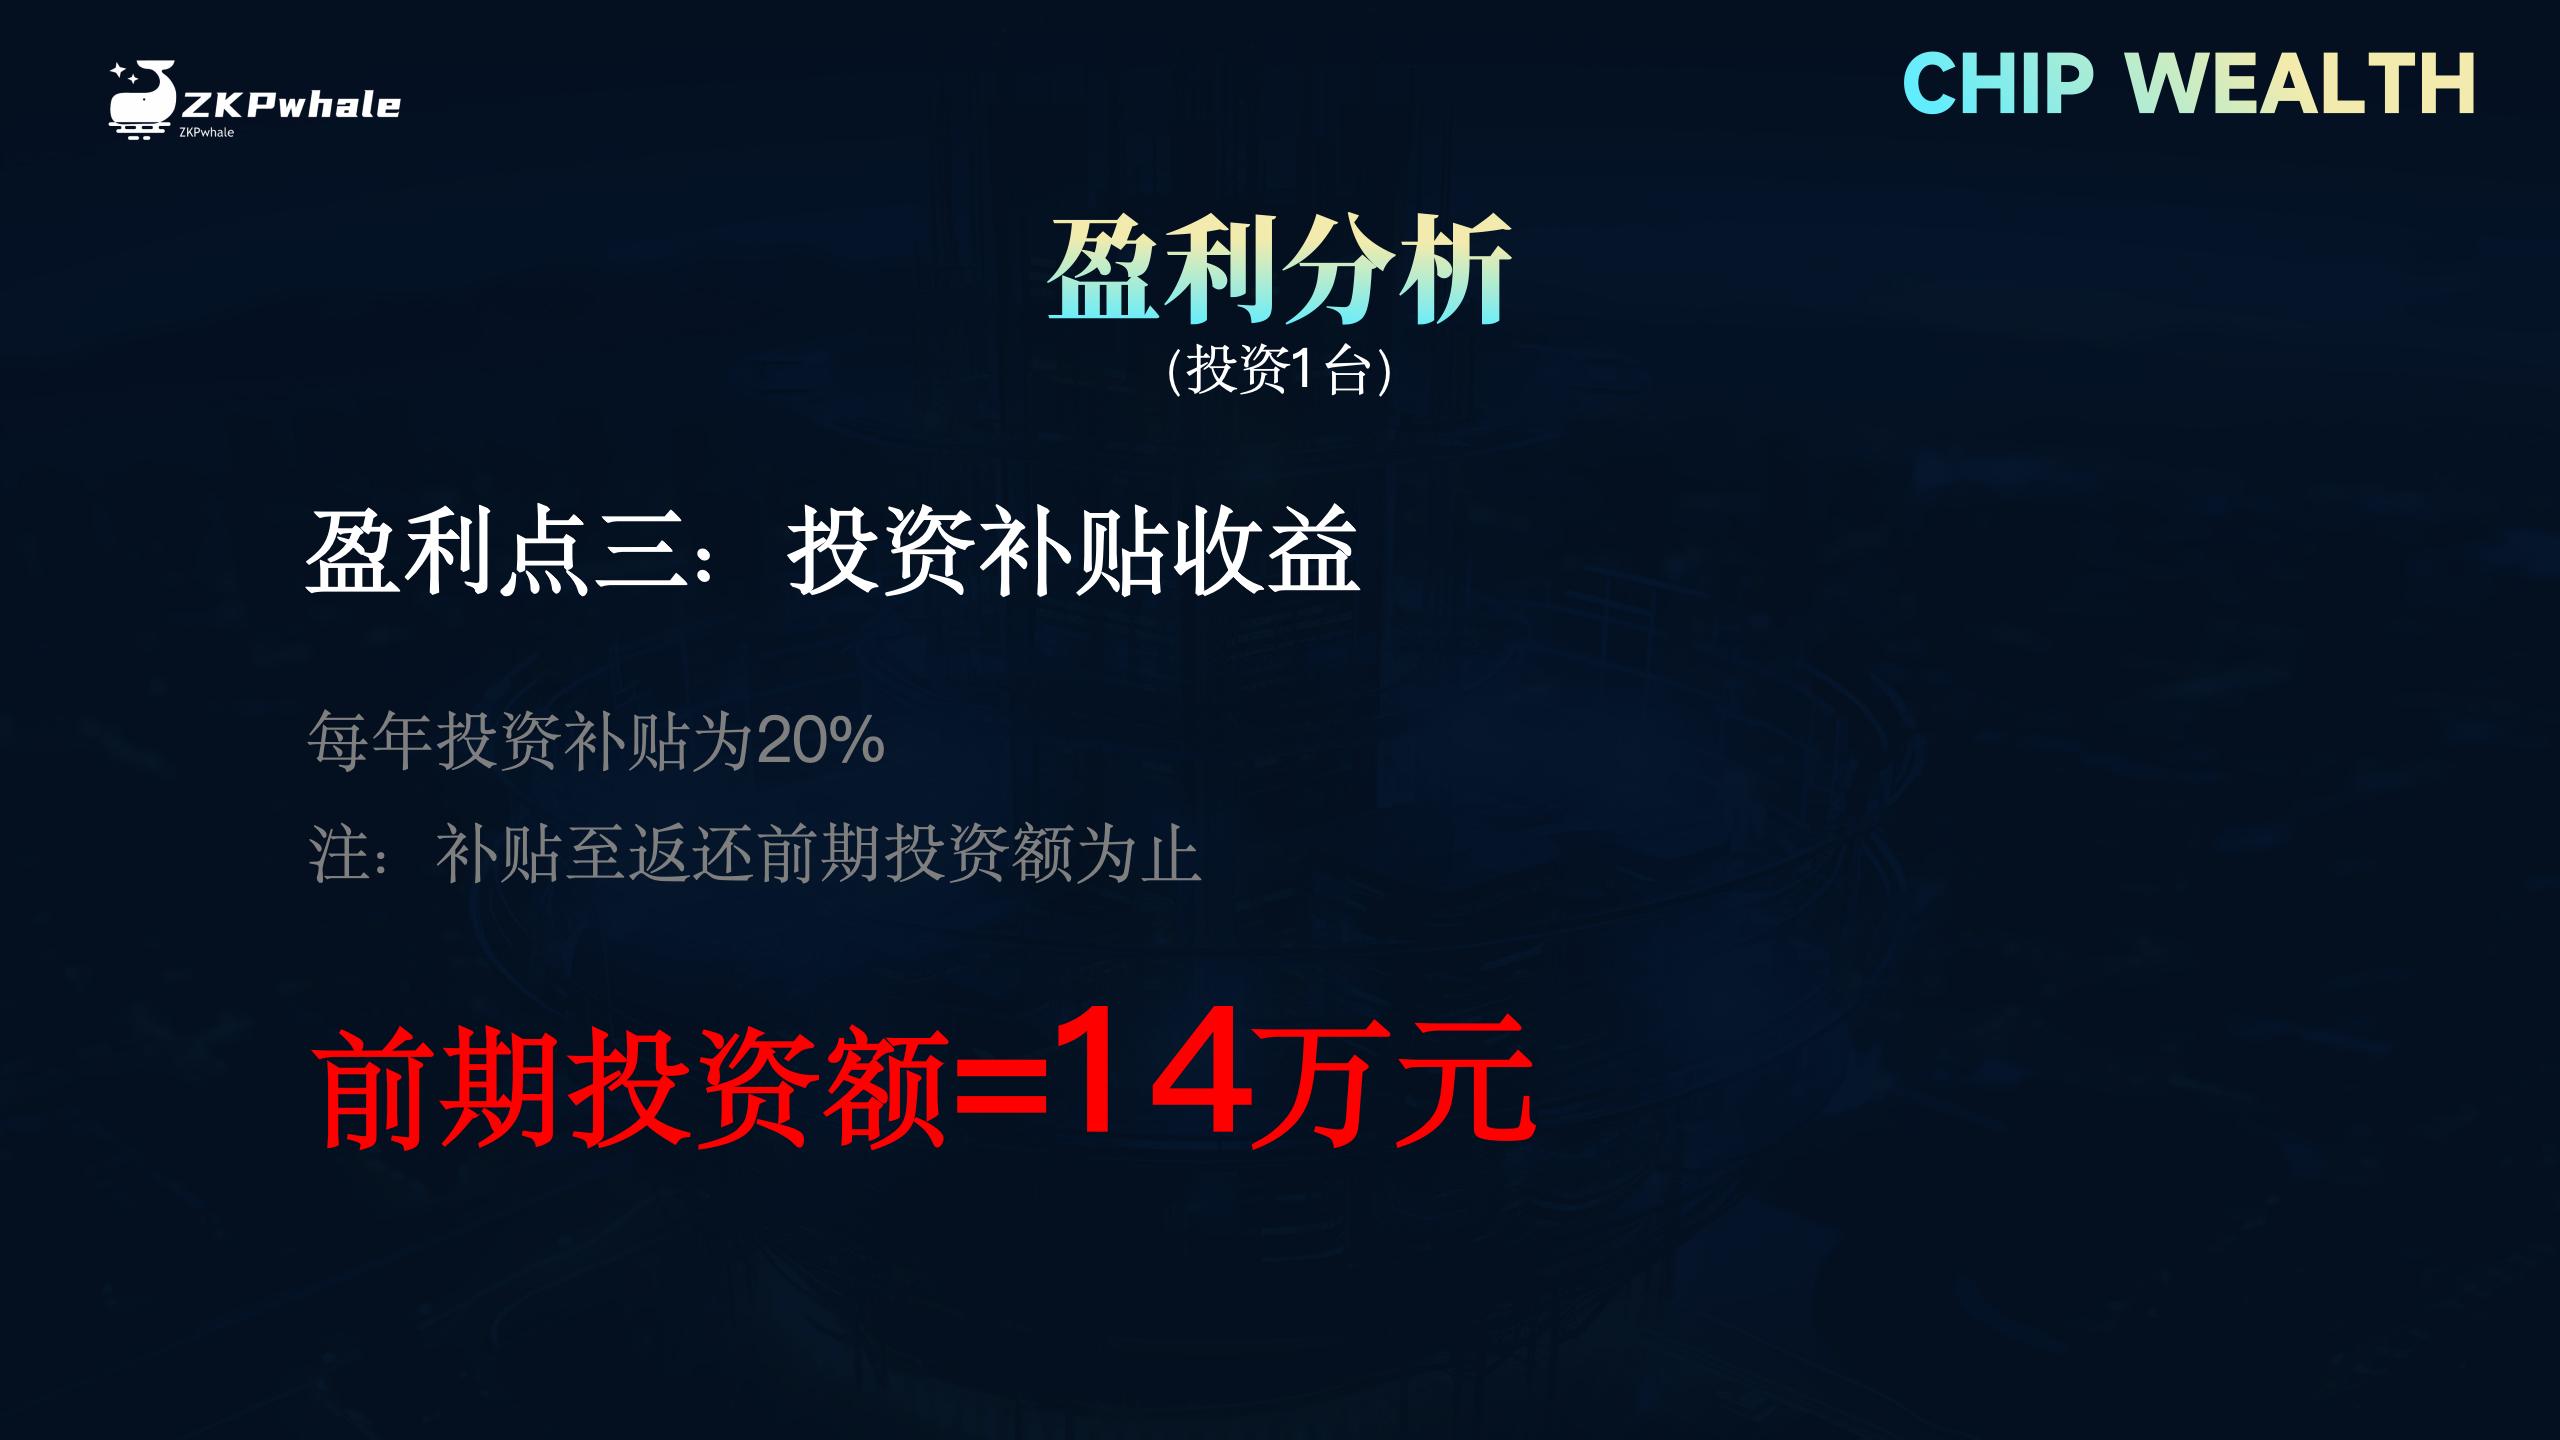 ZKPwhale
ZKPwhale
CHIP WEALTH
盈利分析
(投资1台)
盈利点三：投资补贴收益
每年投资补贴为20%
注：补贴至返还前期投资额为止
前期投资额=14万元